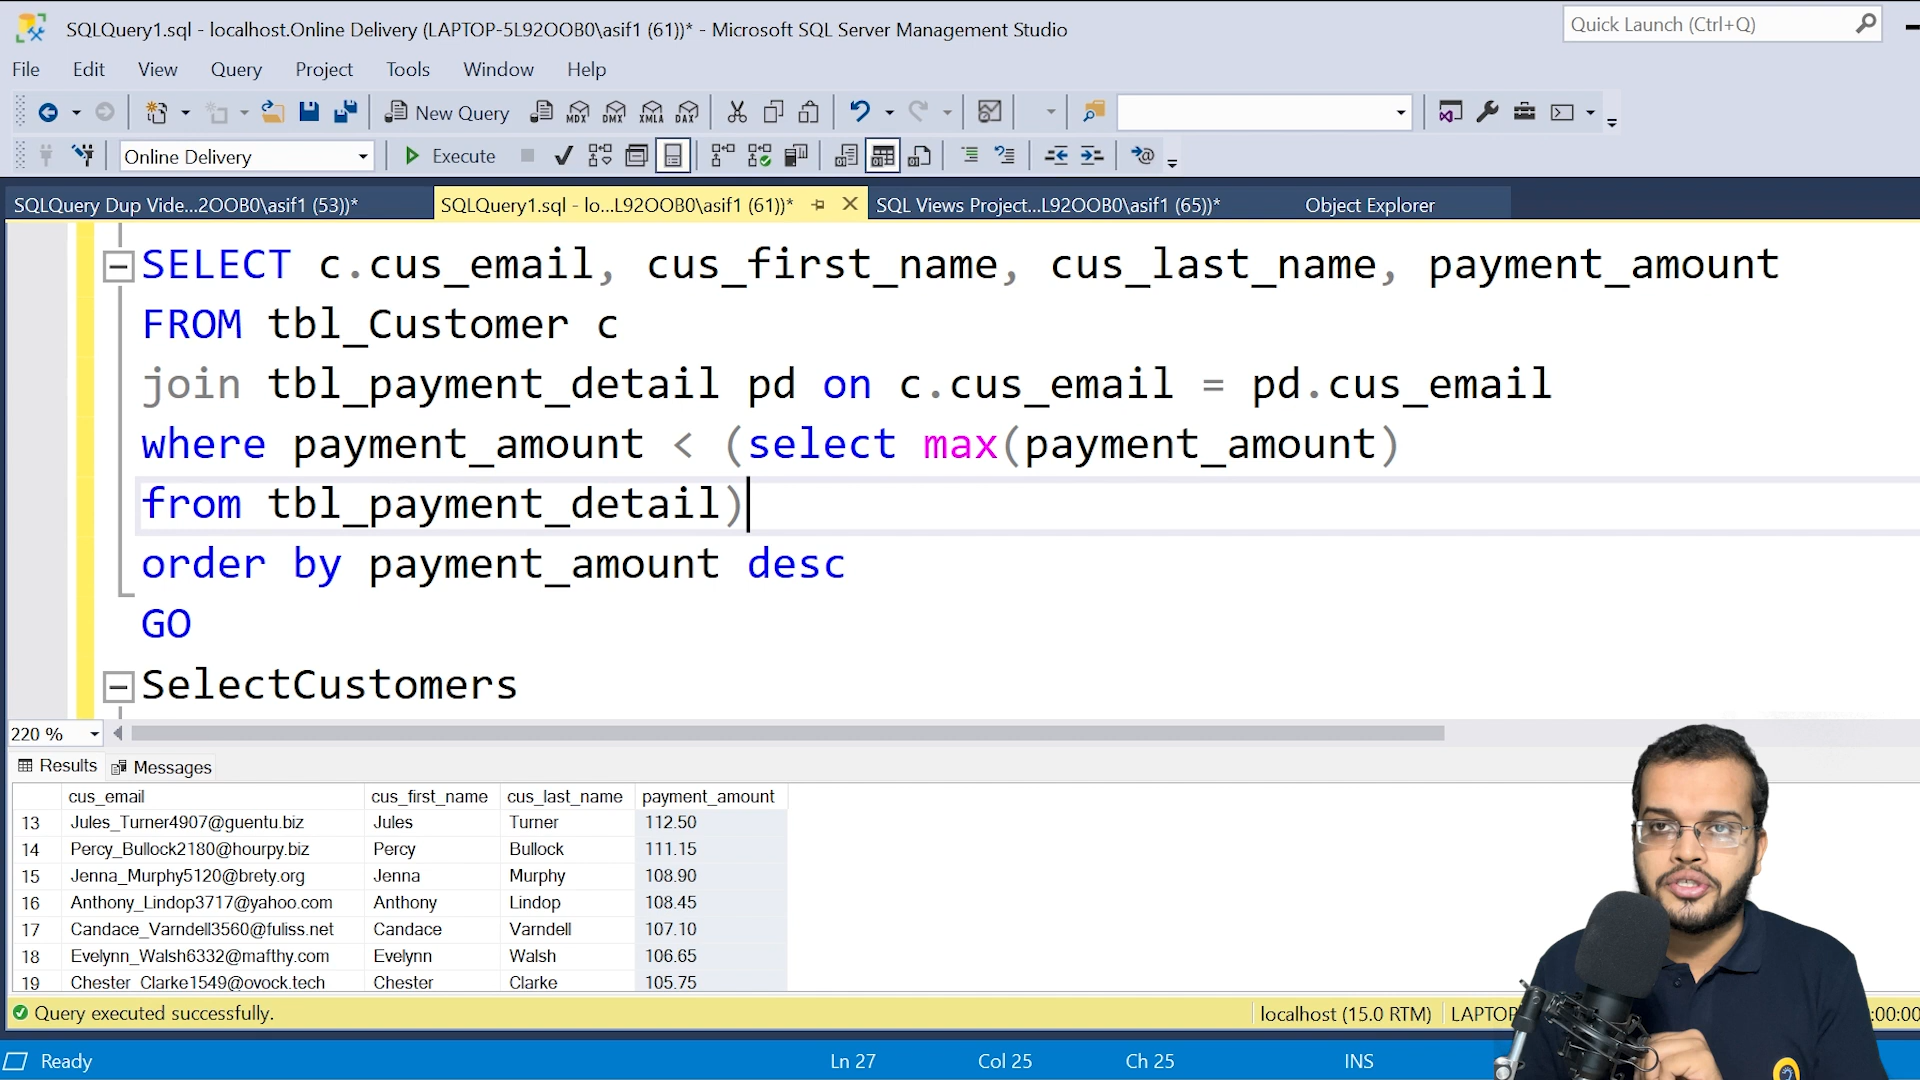 SQLQuery1.sql - localhost.Online Delivery (LAPTOP-5L92OOB0\asif1 (61))* - Microsoft SQL Server Management Studio
Quick Launch (Ctrl+Q)
File Edit View Query Project Tools Window Help
New Query
MDX DMX XMLA DAX
Online Delivery
Execute
SQLQuery Dup Vide...2OOB0\asif1 (53))*
SQLQuery1.sql - lo...L92OOB0\asif1 (61))*
SQL Views Project...L92OOB0\asif1 (65))*
Object Explorer
SELECT c.cus_email, cus_first_name, cus_last_name, payment_amount
FROM tbl_Customer c
join tbl_payment_detail pd on c.cus_email = pd.cus_email
where payment_amount < (select max(payment_amount)
from tbl_payment_detail)
order by payment_amount desc
GO
SelectCustomers
220 %
Results Messages
cus_email cus_first_name cus_last_name payment_amount
13 Jules_Turner4907@guentu.biz Jules Turner 112.50
14 Percy_Bullock2180@hourpy.biz Percy Bullock 111.15
15 Jenna_Murphy5120@brety.org Jenna Murphy 108.90
16 Anthony_Lindop3717@yahoo.com Anthony Lindop 108.45
17 Candace_Varndell3560@fuliss.net Candace Varndell 107.10
18 Evelynn_Walsh6332@mafthy.com Evelynn Walsh 106.65
19 Chester_Clarke1549@ovock.tech Chester Clarke 105.75
Query executed successfully.
localhost (15.0 RTM)
LAPTOP
:00:00
Ready
Ln 27
Col 25
Ch 25
INS